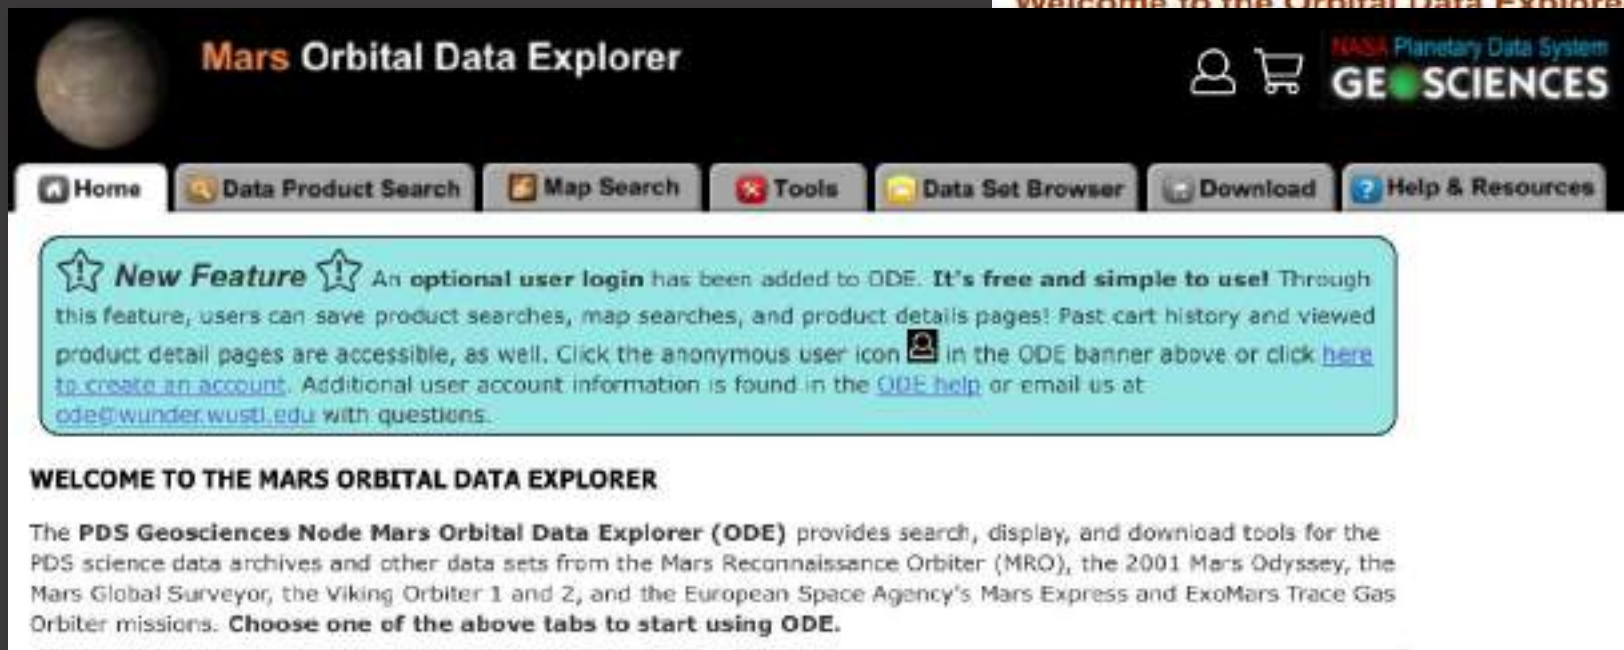 Welcome to the Orbital Data Explore
Mars Orbital Data Explorer
NASA Planetary Data System
GEOSCIENCES
Home
Data Product Search
Map Search
Tools
Data Set Browser
Download
Help & Resources
New Feature An optional user login has been added to ODE. It's free and simple to use! Through
this feature, users can save product searches, map searches, and product details pages! Past cart history and viewed
product detail pages are accessible, as well. Click the anonymous user icon in the ODE banner above or click here
to create an account. Additional user account information is found in the ODE help or email us at
ode@wunder.wustl.edu with questions.
WELCOME TO THE MARS ORBITAL DATA EXPLORER
The PDS Geosciences Node Mars Orbital Data Explorer (ODE) provides search, display, and download tools for the
PDS science data archives and other data sets from the Mars Reconnaissance Orbiter (MRO), the 2001 Mars Odyssey, the
Mars Global Surveyor, the Viking Orbiter 1 and 2, and the European Space Agency's Mars Express and ExoMars Trace Gas
Orbiter missions. Choose one of the above tabs to start using ODE.